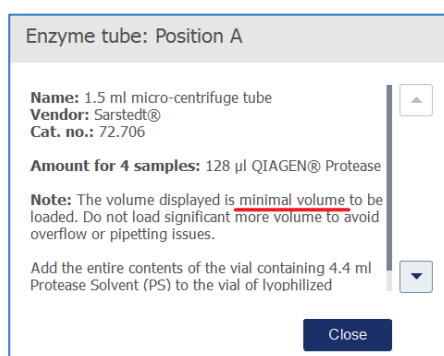 Enzyme tube: Position A
Name: 1.5 ml micro-centrifuge tube
Vendor: Sarstedt®
Cat. no.: 72.706
Amount for 4 samples: 128 µl QIAGEN® Protease
Note: The volume displayed is minimal volume to be
loaded. Do not load significant more volume to avoid
overflow or pipetting issues.
Add the entire contents of the vial containing 4.4 ml
Protease Solvent (PS) to the vial of lyophilized
Close